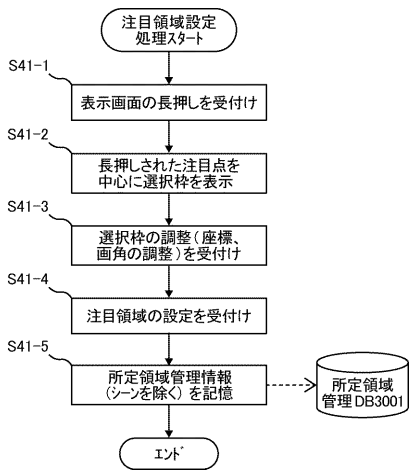 注目領域設定
処理スタート
S41-1
表示画面の長押しを受付け
S41-2
長押しされた注目点を
中心に選択枠を表示
S41-3
選択枠の調整(座標、
画角の調整)を受付け
S41-4
注目領域の設定を受付け
S41-5
所定領域管理情報
(シーンを除く)を記憶
所定領域
管理DB3001
エンド